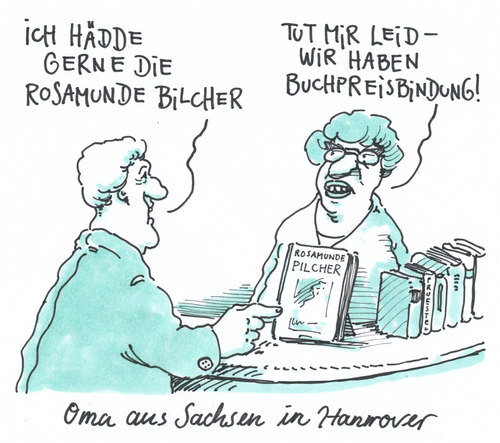 ICH HÄDDE
GERNE DIE
ROSAMUNDE BILCHER
TUT MIR LEID –
WIR HABEN
BUCHPREISBINDUNG!
ROSAMUNDE
PILCHER
PRUESTEL
Oma aus Sachsen in Hannover